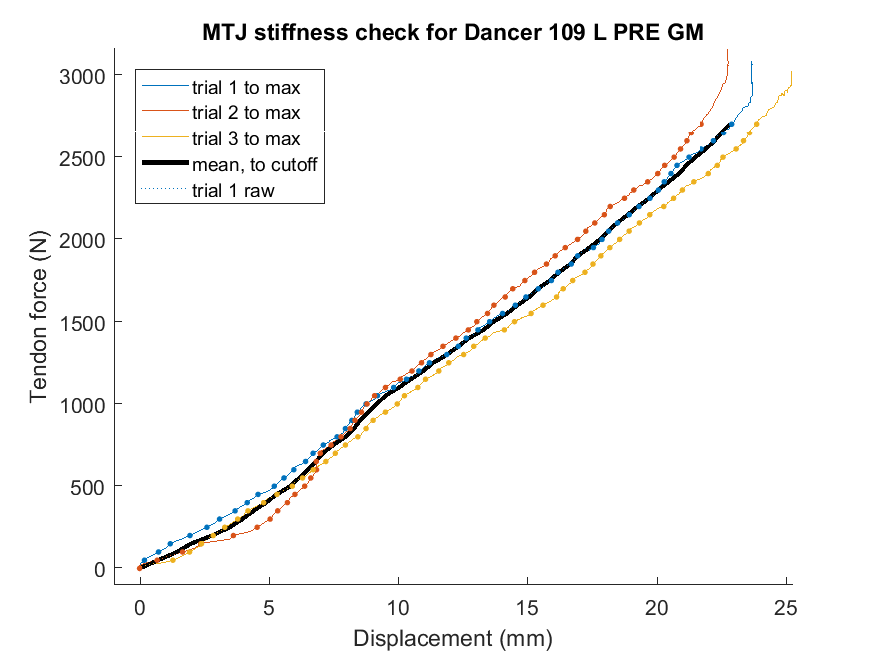 MTJ stiffness check for Dancer 109 L PRE GM
3000
2500
2000
1500
1000
500
0
Tendon force (N)
trial 1 to max
trial 2 to max
trial 3 to max
mean, to cutoff
trial 1 raw
0 5 10 15 20 25
Displacement (mm)